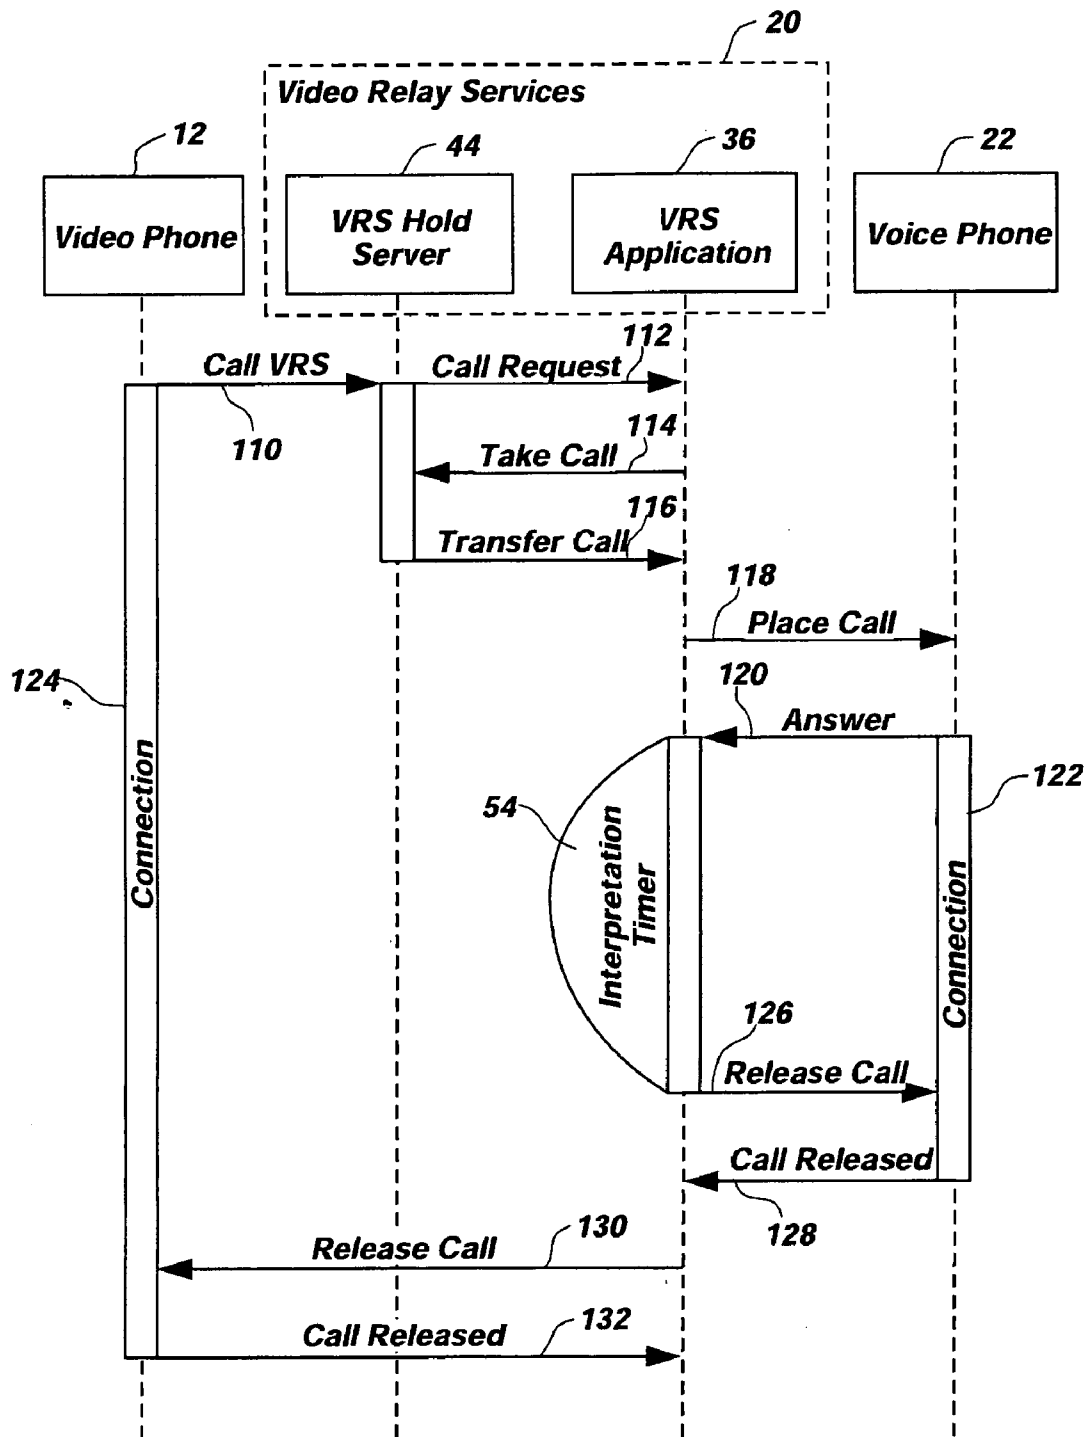 20
Video Relay Services
12
44
36
22
Video Phone
VRS Hold
Server
VRS
Application
Voice Phone
Call VRS
110
Call Request
112
Take Call
114
Transfer Call
116
118
Place Call
124
120
Answer
122
54
Connection
Interpretation
Timer
Connection
126
Release Call
Call Released
128
Release Call
130
Call Released
132